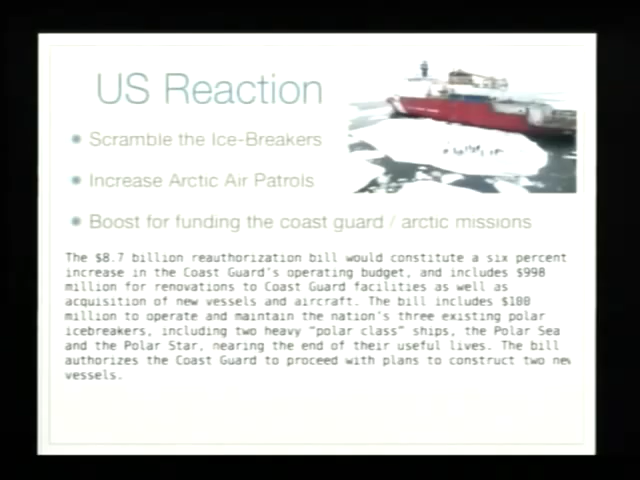 US Reaction
Scramble the Ice-Breakers
Increase Arctic Air Patrols
Boost for funding the coast guard / arctic missions
The $8.7 billion reauthorization bill would constitute a six percent
increase in the Coast Guard's operating budget, and includes $998
million for renovations to Coast Guard facilities as well as
acquisition of new vessels and aircraft. The bill includes $100
million to operate and maintain the nation's three existing polar
icebreakers, including two heavy "polar class" ships, the Polar Sea
and the Polar Star, nearing the end of their useful lives. The bill
authorizes the Coast Guard to proceed with plans to construct two new
vessels.